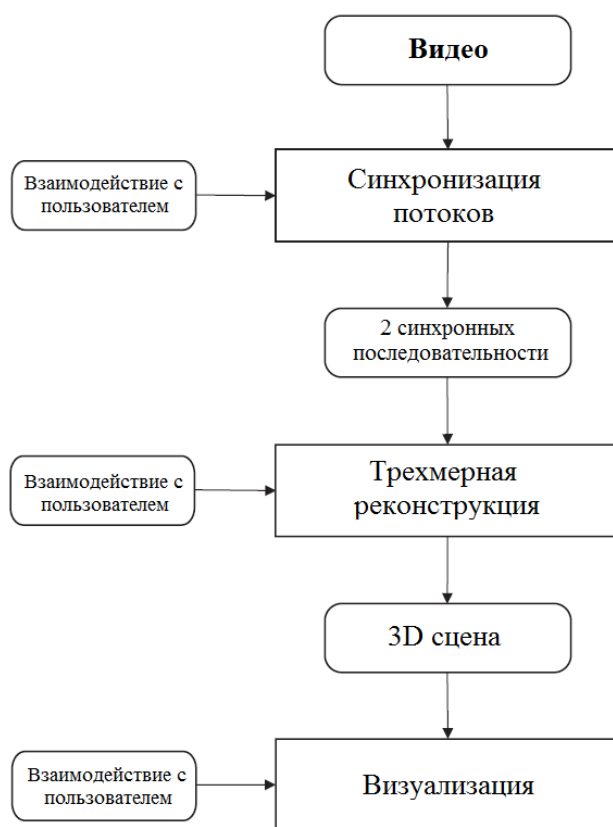 Видео
Взаимодействие с
пользователем
Синхронизация
потоков
2 синхронных
последовательности
Взаимодействие с
пользователем
Трехмерная
реконструкция
3D сцена
Взаимодействие с
пользователем
Визуализация